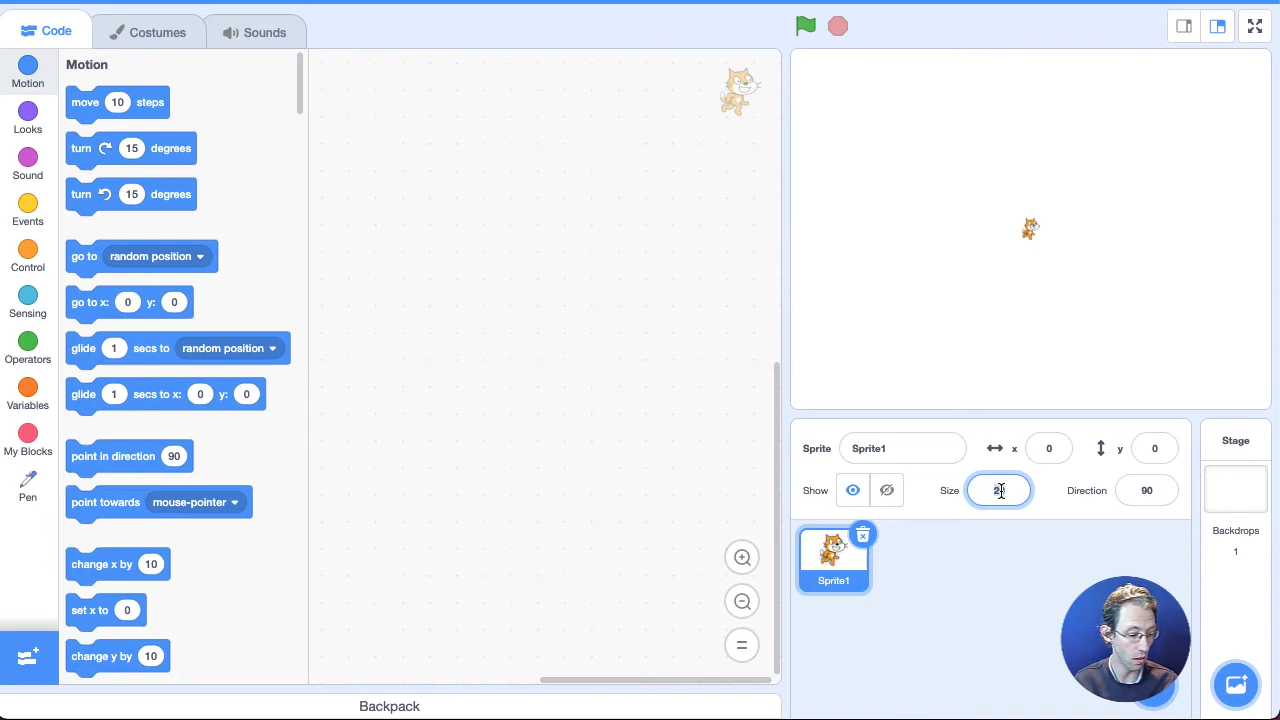 Code
Costumes
Sounds
Motion
Looks
Sound
Events
Control
Sensing
Operators
Variables
My Blocks
Pen
Motion
move 10 steps
turn 15 degrees
turn 15 degrees
go to random position
go to x: 0 y: 0
glide 1 secs to random position
glide 1 secs to x: 0 y: 0
point in direction 90
point towards mouse-pointer
change x by 10
set x to 0
change y by 10
Backpack
Sprite Sprite1 x 0 y 0
Show Size Direction 90
Sprite1
Stage
Backdrops
1